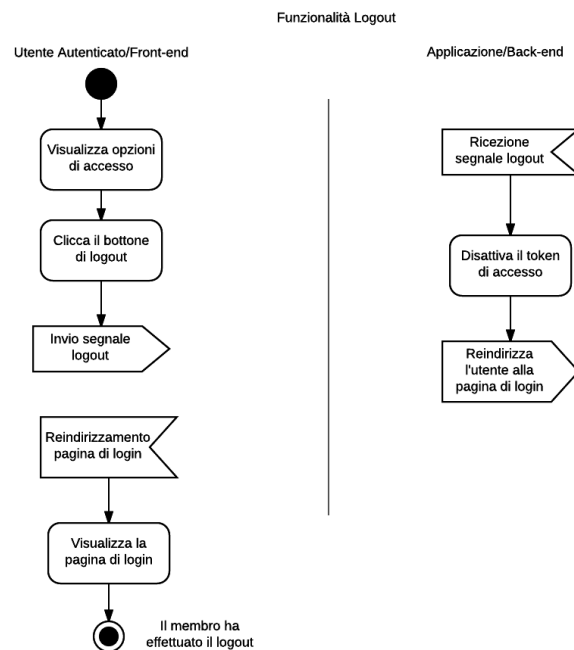 Funzionalità Logout
Utente Autenticato/Front-end
Applicazione/Back-end
Visualizza opzioni
di accesso
Clicca il bottone
di logout
Invio segnale
logout
Reindirizzamento
pagina di login
Visualizza la
pagina di login
Il membro ha
effettuato il logout
Ricezione
segnale logout
Disattiva il token
di accesso
Reindirizza
l'utente alla
pagina di login